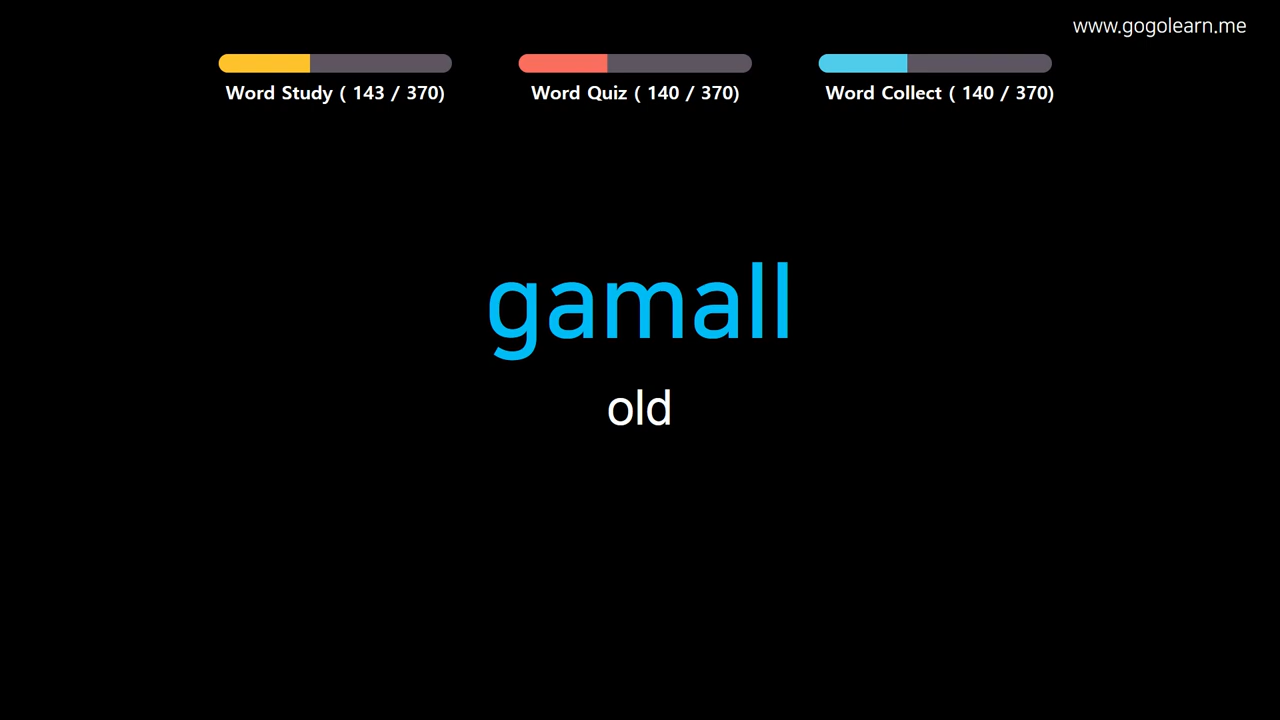 www.gogolearn.me
Word Study ( 143 / 370)
Word Quiz ( 140 / 370)
Word Collect ( 140 / 370)
gamall
old